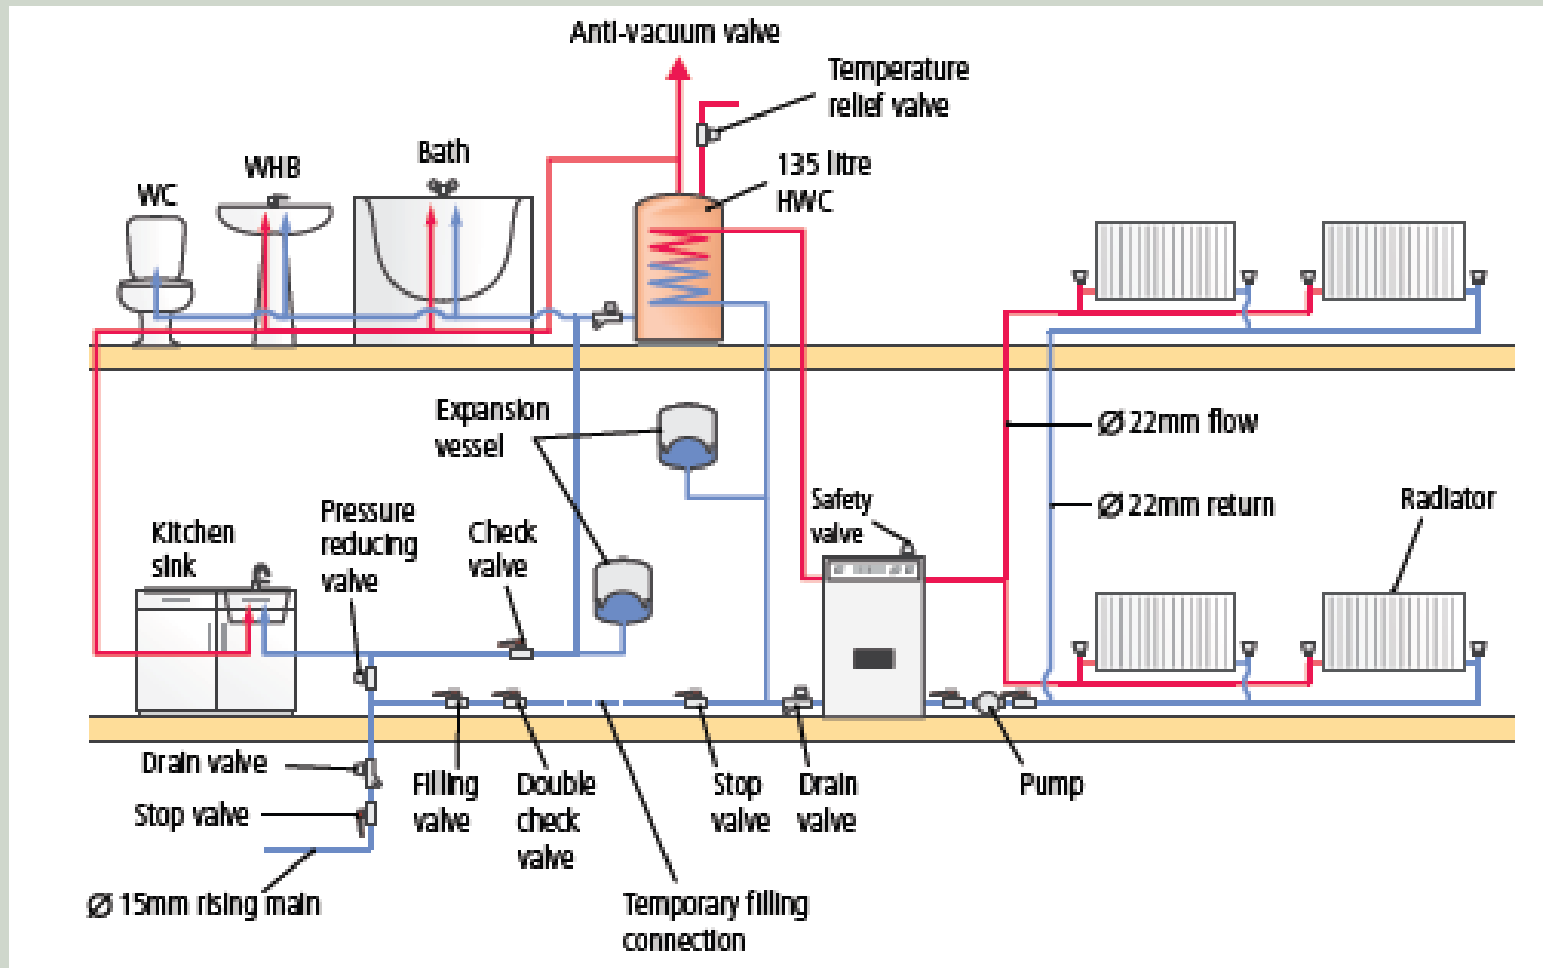 Anti-vacuum valve
Temperature
relief valve
135 litre
HWC
Bath
WHB
WC
Expansion
vessel
Ø 22mm flow
Ø 22mm return
Radiator
Safety
valve
Pressure
reducing
valve
Check
valve
Kitchen
sink
Drain valve
Stop valve
Ø 15mm rising main
Filling
valve
Double
check
valve
Temporary filling
connection
Stop
valve
Drain
valve
Pump